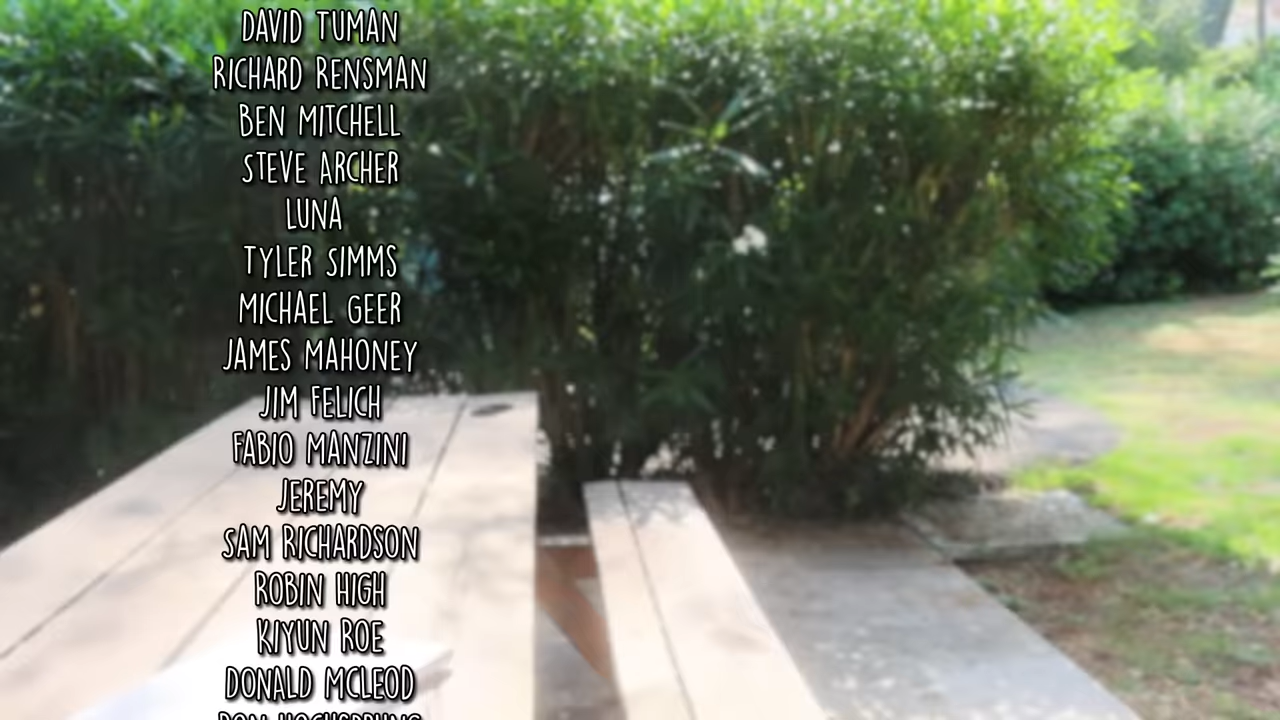 DAVID TUMAN
RICHARD RENSMAN
BEN MITCHELL
STEVE ARCHER
LUNA
TYLER SIMMS
MICHAEL GEER
JAMES MAHONEY
JIM FELICH
FABIO MANZINI
JEREMY
SAM RICHARDSON
ROBIN HIGH
KIYUN ROE
DONALD MCLEOD